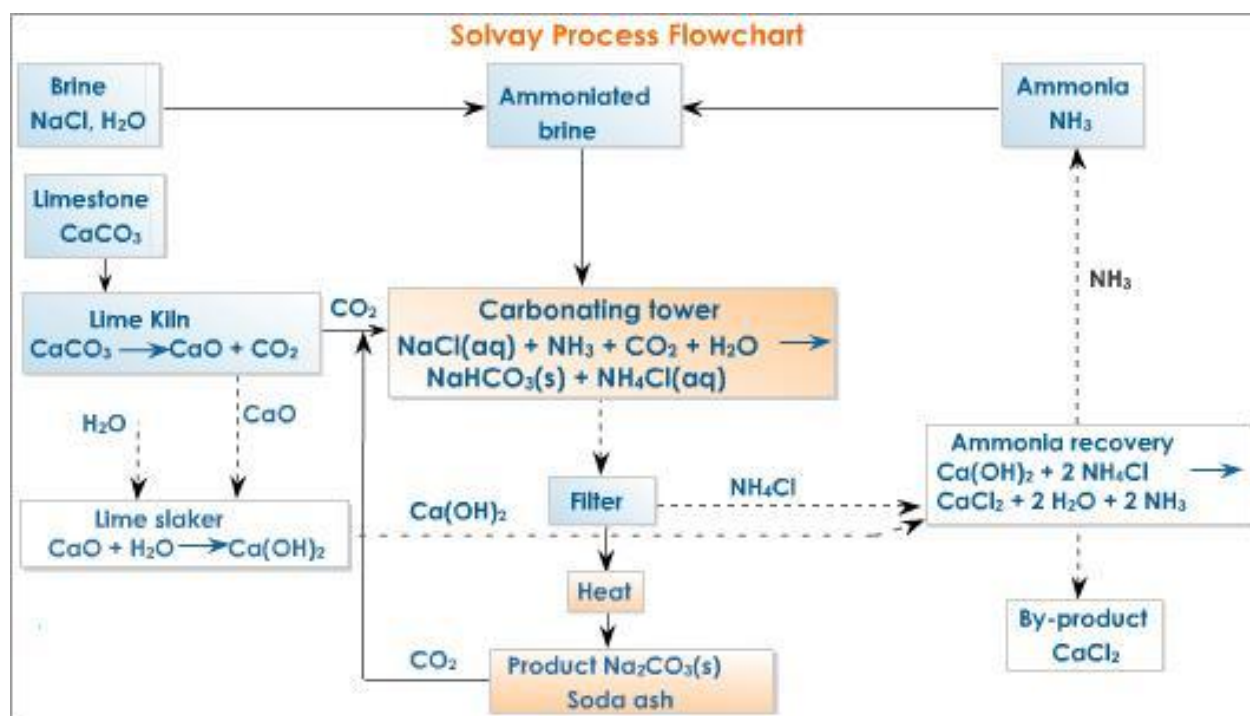 Solvay Process Flowchart
Brine
NaCl, H₂O
Ammoniated
brine
Ammonia
NH₃
Limestone
CaCO₃
NH₃
Lime Kiln
CaCO₃ → CaO + CO₂
CO₂
Carbonating tower
NaCl(aq) + NH₃ + CO₂ + H₂O →
NaHCO₃(s) + NH₄Cl(aq)
H₂O
CaO
Lime slaker
CaO + H₂O → Ca(OH)₂
Ca(OH)₂
Filter
NH₄Cl
Ammonia recovery
Ca(OH)₂ + 2 NH₄Cl →
CaCl₂ + 2 H₂O + 2 NH₃
Heat
CO₂
Product Na₂CO₃(s)
Soda ash
By-product
CaCl₂